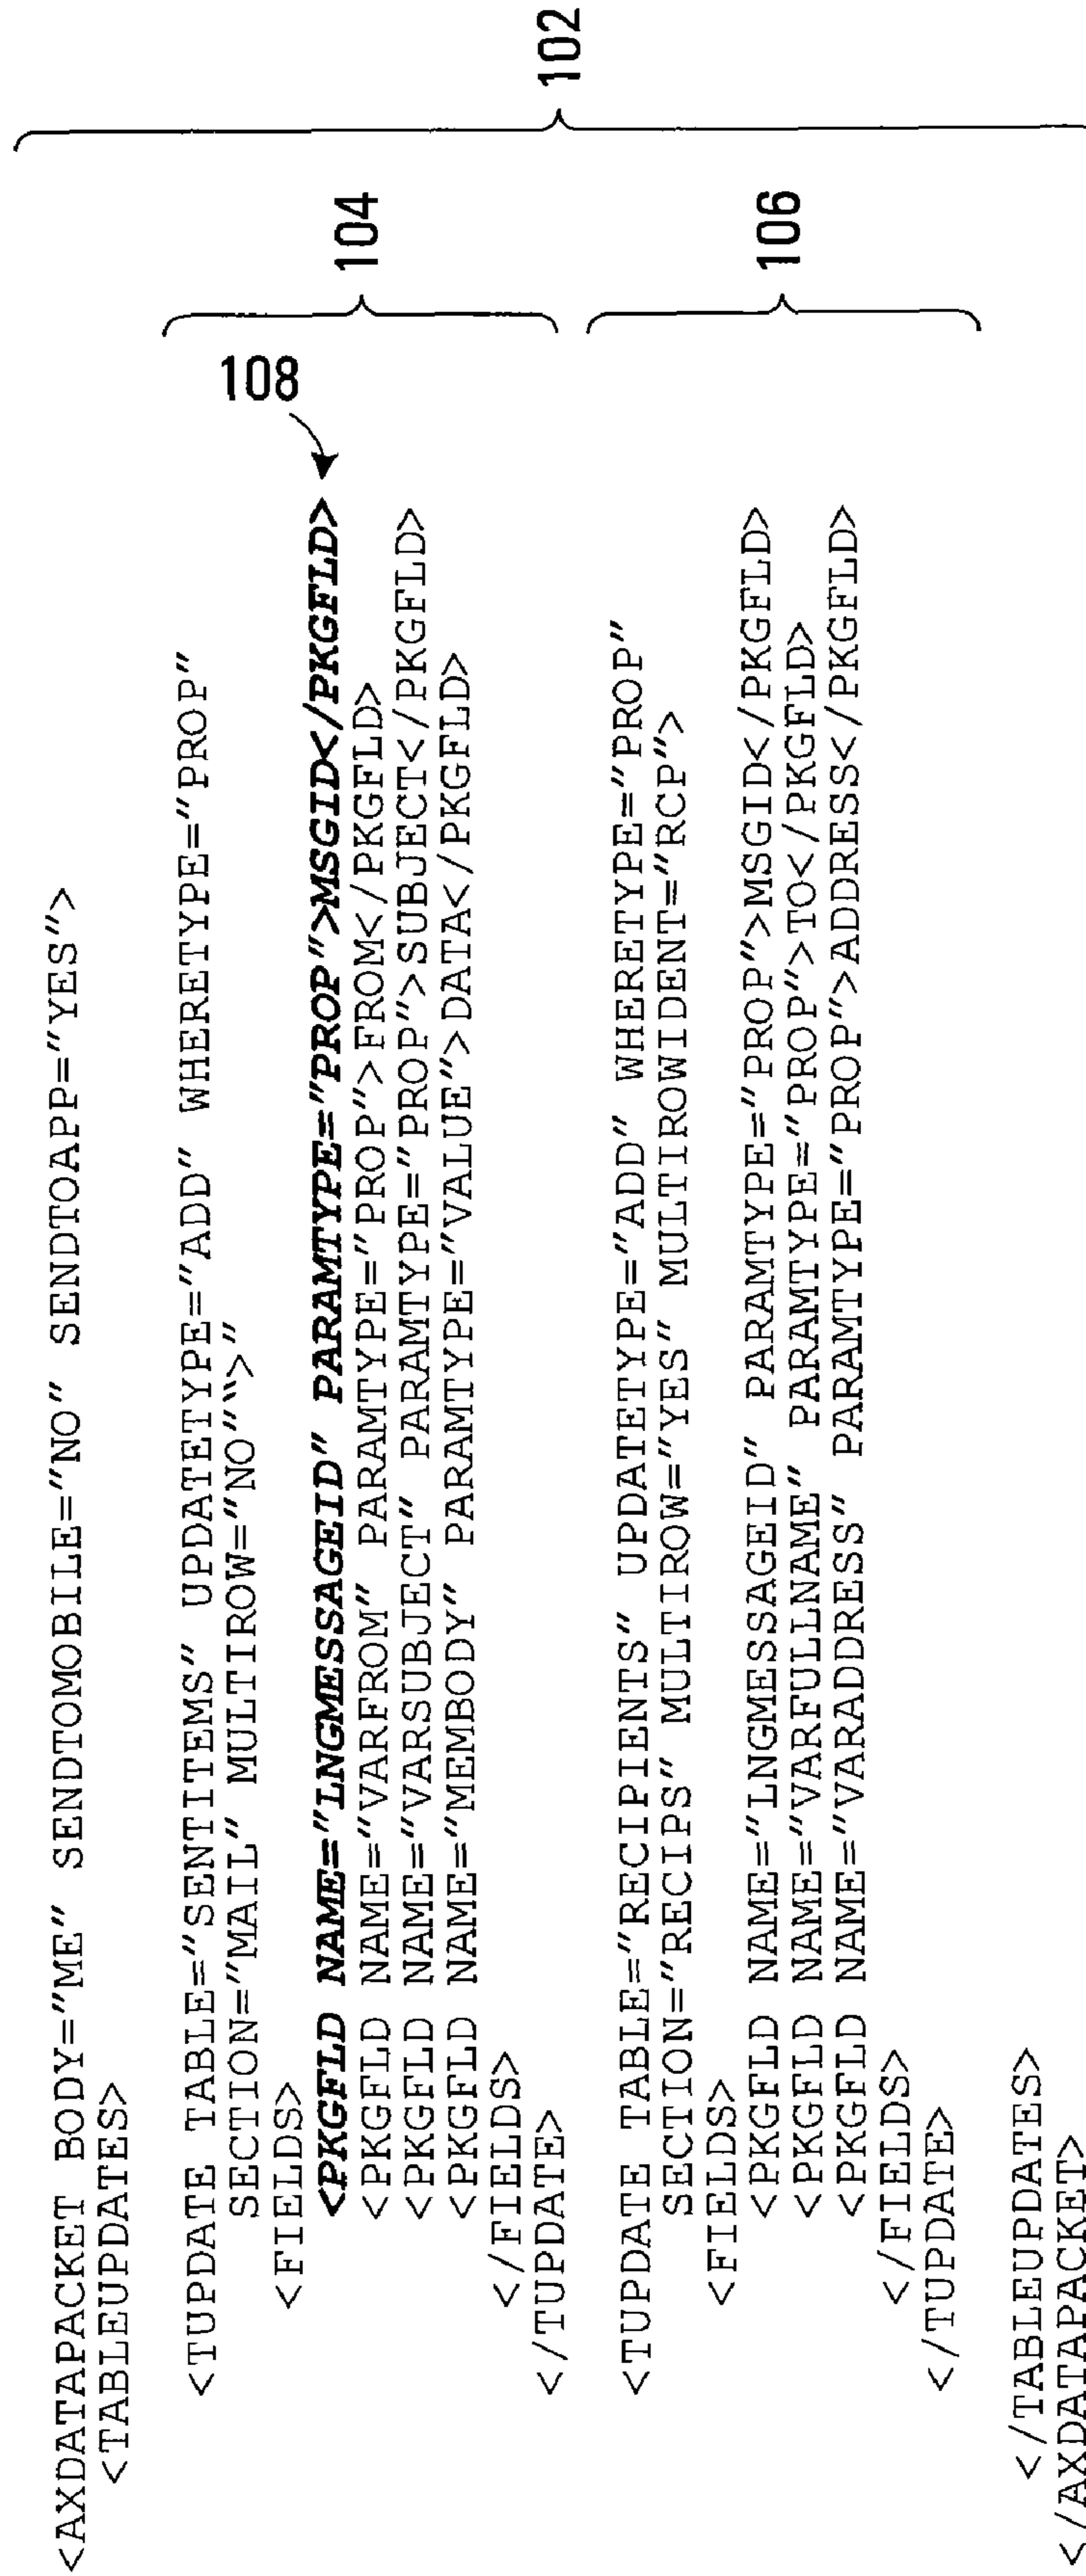 <AXDATAPACKET BODY="ME" SENDTOMOBILE="NO" SENDTOAPP="YES">
<TABLEUPDATES>
<TUPDATE TABLE="SENTITEMS" UPDATETYPE="ADD" WHERETYPE="PROP"
SECTION="MAIL" MULTIROW="NO"">"
<FIELDS>
<PKGFLD NAME="LNGMESSAGEID" PARAMTYPE="PROP">MSGID</PKGFLD>
<PKGFLD NAME="VARFROM" PARAMTYPE="PROP">FROM</PKGFLD>
<PKGFLD NAME="VARSUBJECT" PARAMTYPE="PROP">SUBJECT</PKGFLD>
<PKGFLD NAME="MEMBODY" PARAMTYPE="VALUE">DATA</PKGFLD>
</FIELDS>
</TUPDATE>
<TUPDATE TABLE="RECIPIENTS" UPDATETYPE="ADD" WHERETYPE="PROP"
SECTION="RECIPS" MULTIROW="YES" MULTIROWIDENT="RCP">
<FIELDS>
<PKGFLD NAME="LNGMESSAGEID" PARAMTYPE="PROP">MSGID</PKGFLD>
<PKGFLD NAME="VARFULLNAME" PARAMTYPE="PROP">TO</PKGFLD>
<PKGFLD NAME="VARADDRESS" PARAMTYPE="PROP">ADDRESS</PKGFLD>
</FIELDS>
</TUPDATE>
</TABLEUPDATES>
</AXDATAPACKET>
108
104
106
102